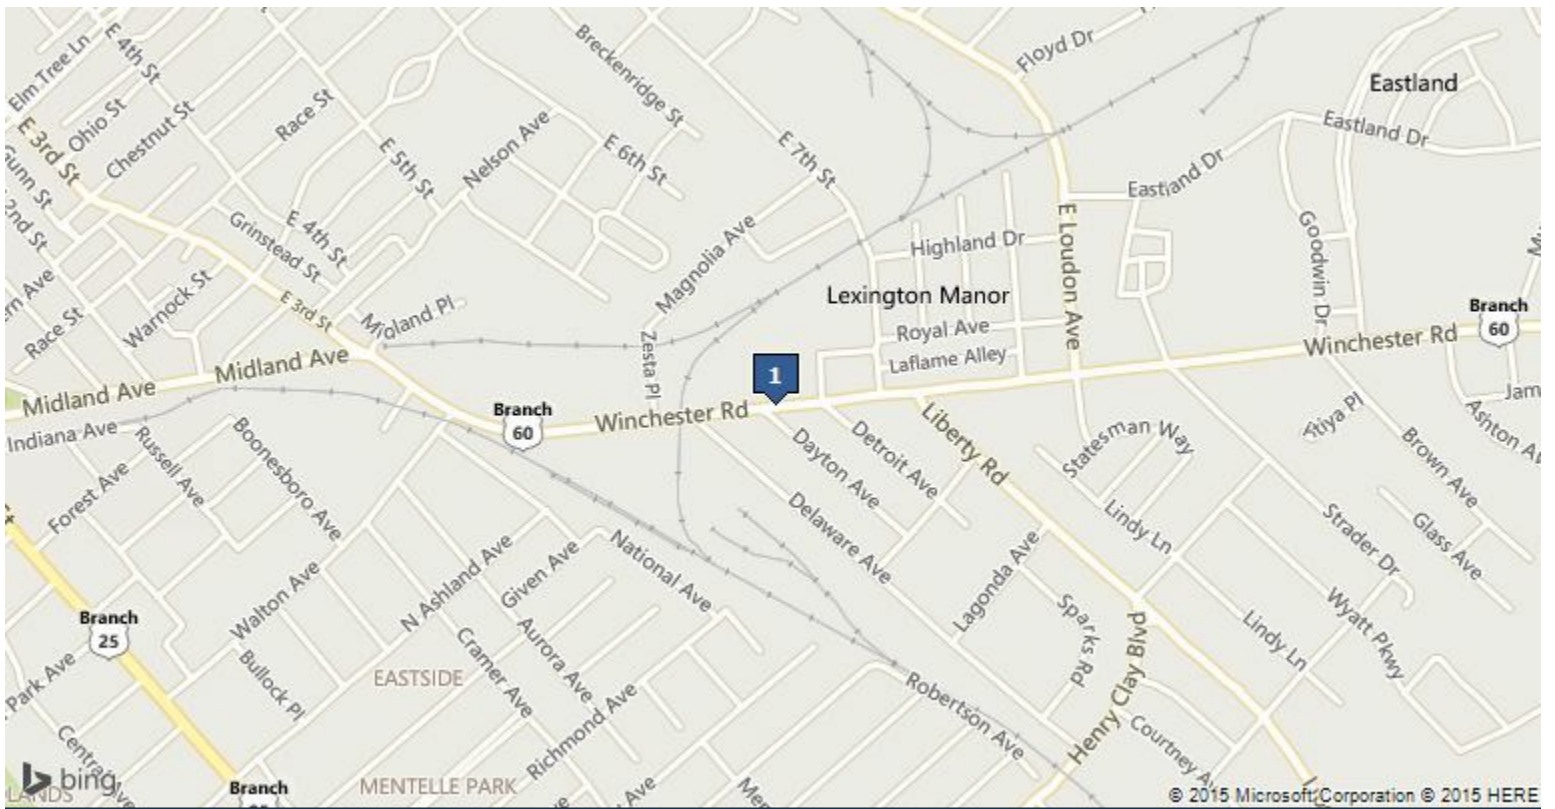 Elm Tree Ln
E 4th St
Breckenridge St
Floyd Dr
Eastland
Ohio St
Chestnut St
Race St
E 3rd St
E 5th St
Nelson Ave
E 6th St
E 7th St
Eastland Dr
Eastland Dr
Gunn St
2nd St
Grinstead St
E 4th St
Magnolia Ave
Highland Dr
E Loudon Ave
Goodwin Dr
Warnock St
E 3rd St
Midland Pl
Lexington Manor
Branch
60
Race St
Zesta Pl
Royal Ave
Laflame Alley
Winchester Rd
Midland Ave
Midland Ave
1
Branch
60
Winchester Rd
Indiana Ave
Russell Ave
Boonesboro Ave
Forest Ave
Dayton Ave
Detroit Ave
Liberty Rd
Statesman Way
Brown Ave
Delaware Ave
Lindy Ln
Strader Dr
Glass Ave
Branch
25
Walton Ave
N Ashland Ave
Given Ave
National Ave
Lagonda Ave
Sparks Rd
Henry Clay Blvd
Lindy Ln
Wyatt Pkwy
Park Ave
Bullock Pl
EASTSIDE
Cramer Ave
Aurora Ave
Richmond Ave
Robertson Ave
Courtney A
Central Ave
bing
LANDS
Branch
MENTELLE PARK
Ave
© 2015 Microsoft Corporation © 2015 HERE